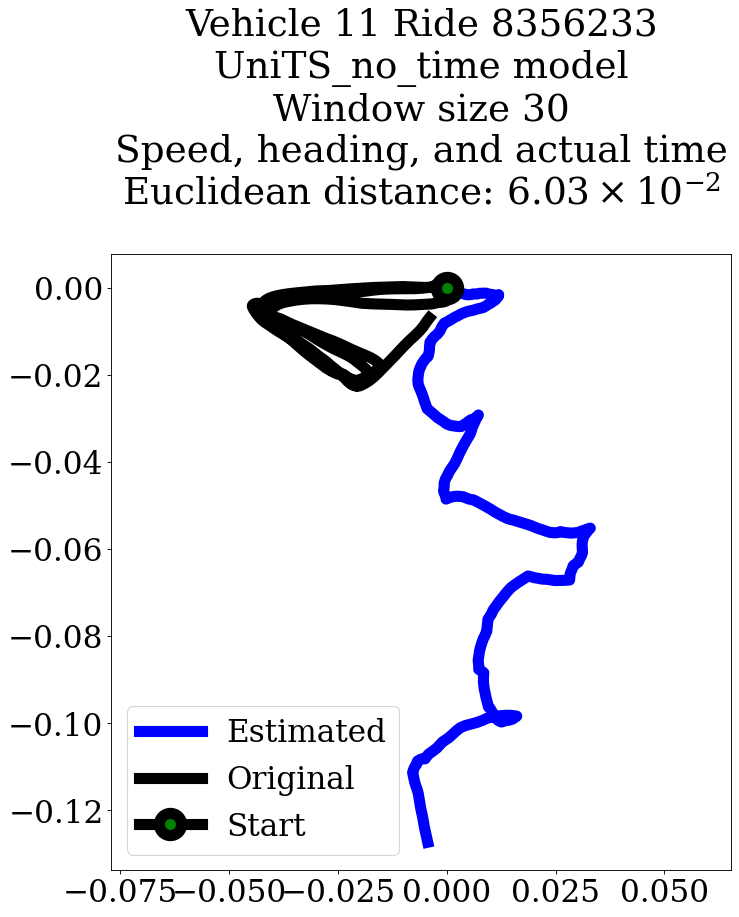 Vehicle 11 Ride 8356233
UniTS_no_time model
Window size 30
Speed, heading, and actual time
Euclidean distance: 6.03 × 10⁻²
0.00
−0.02
−0.04
−0.06
−0.08
−0.10
−0.12
Estimated
Original
Start
−0.075 −0.050 −0.025 0.000 0.025 0.050